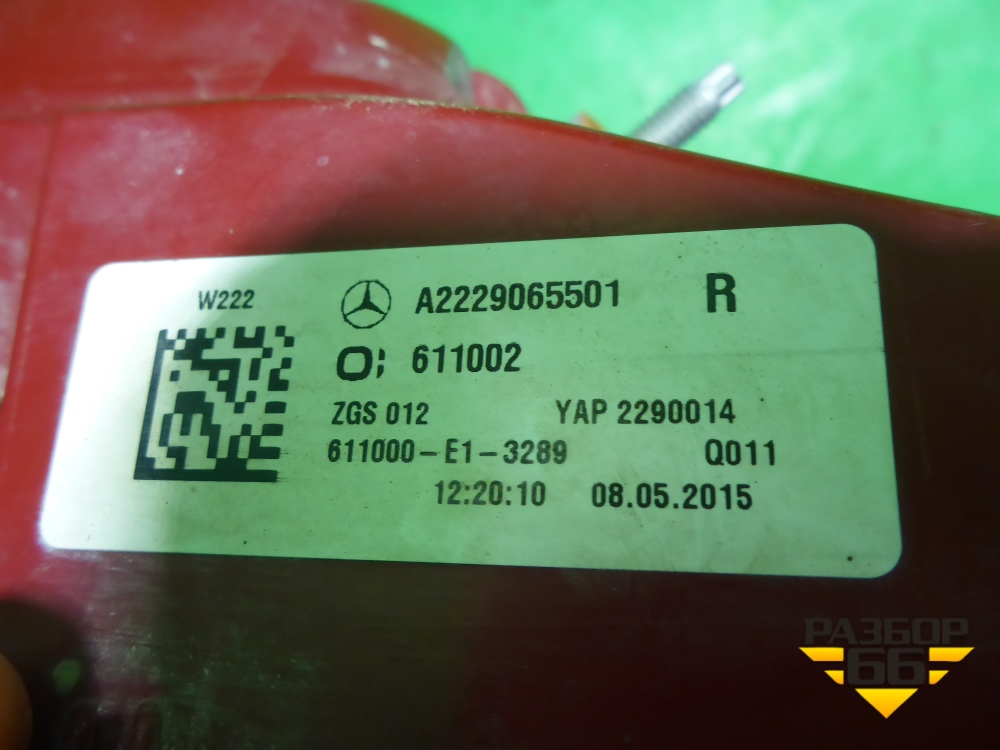 W222
A2229065501 R
O; 611002
ZGS 012 YAP 2290014
611000-E1-3289 Q011
12:20:10 08.05.2015
РАЗБОР
66